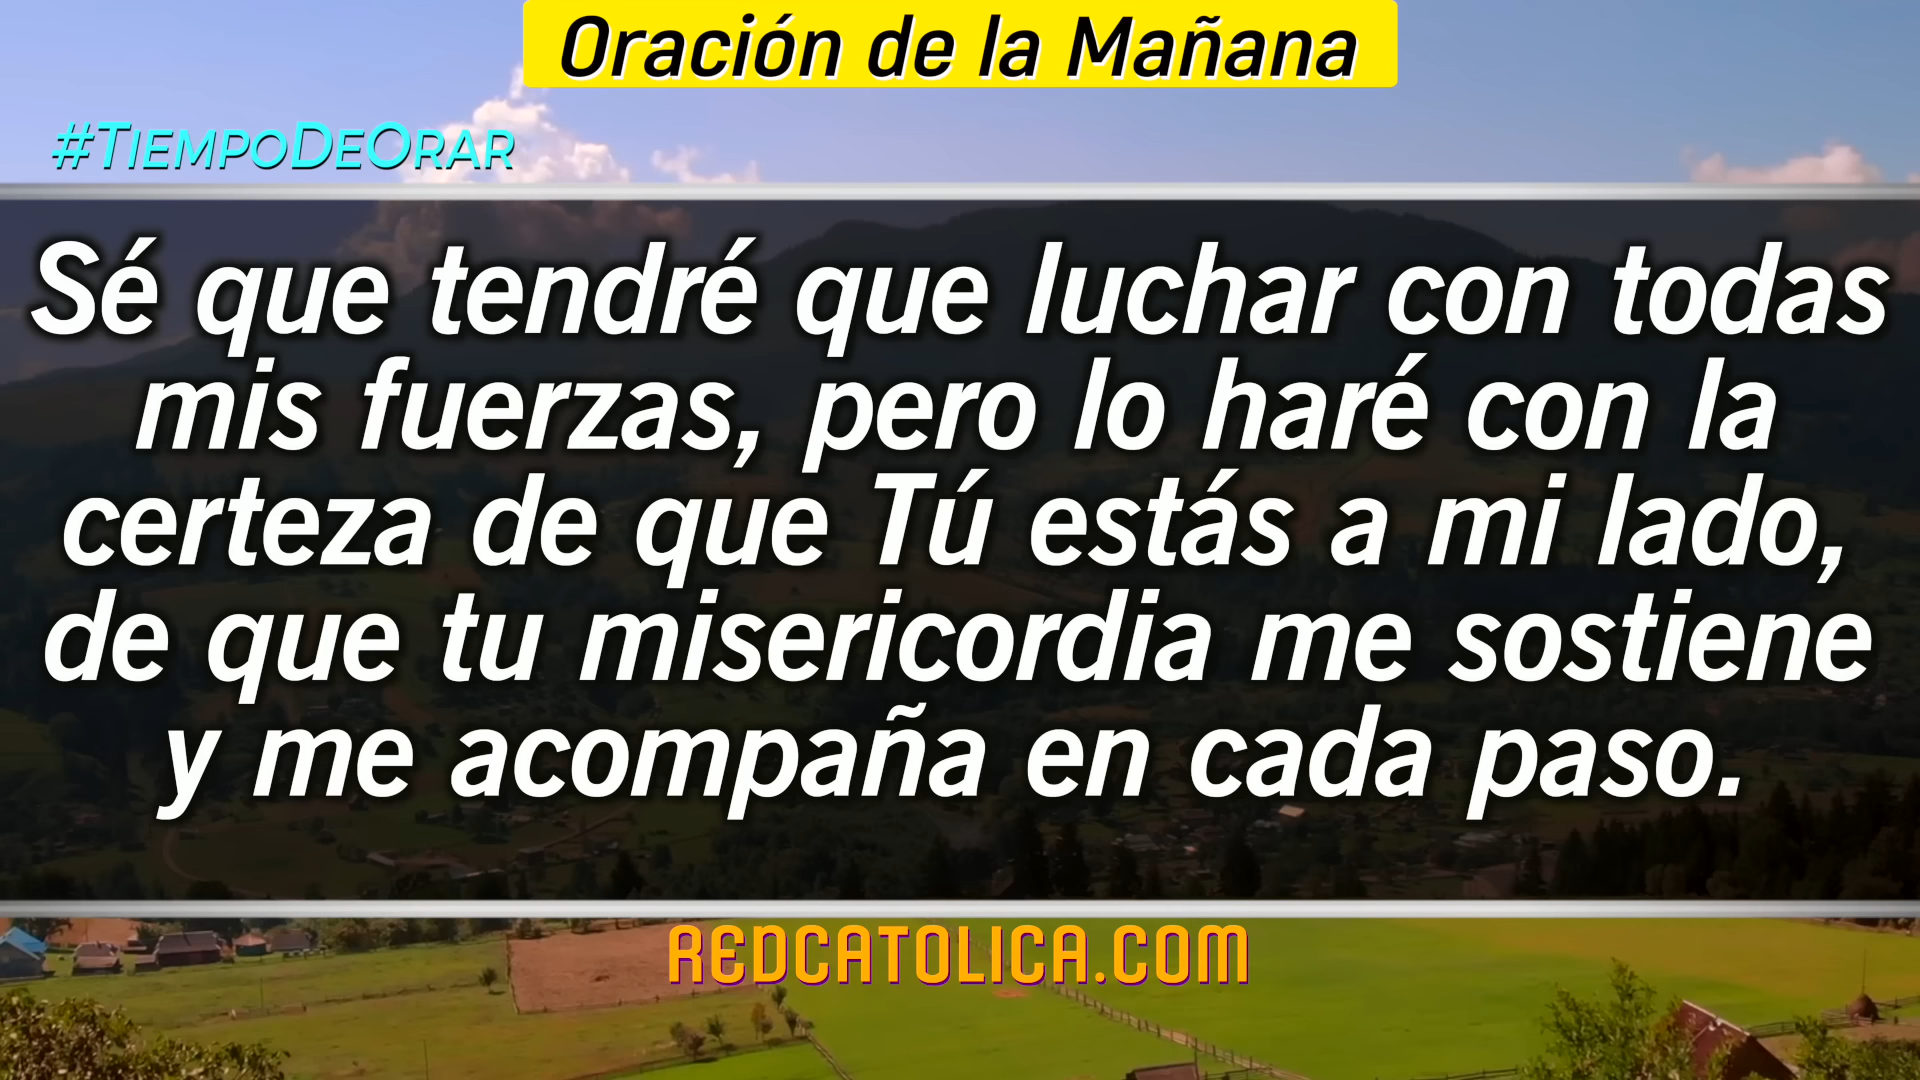 Oración de la Mañana
#TiempoDeOrar
Sé que tendré que luchar con todas
mis fuerzas, pero lo haré con la
certeza de que Tú estás a mi lado,
de que tu misericordia me sostiene
y me acompaña en cada paso.
REDCATOLICA.COM